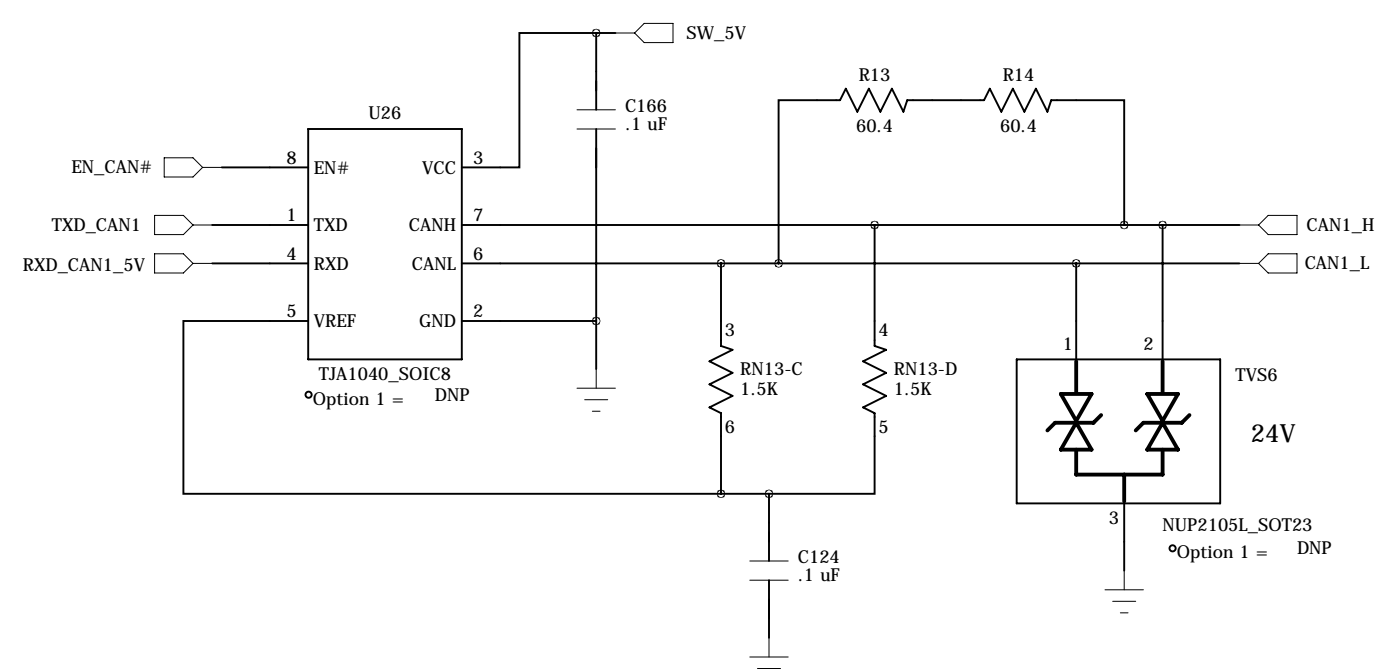 SW_5V
R13
R14
60.4
60.4
C166
.1 uF
U26
EN_CAN#
8
EN#
VCC
3
TXD_CAN1
1
TXD
CANH
7
CAN1_H
RXD_CAN1_5V
4
RXD
CANL
6
CAN1_L
5
VREF
GND
2
TJA1040_SOIC8
°Option 1 = DNP
3
RN13-C
1.5K
6
4
RN13-D
1.5K
5
1
2
TVS6
24V
3
NUP2105L_SOT23
°Option 1 = DNP
C124
.1 uF